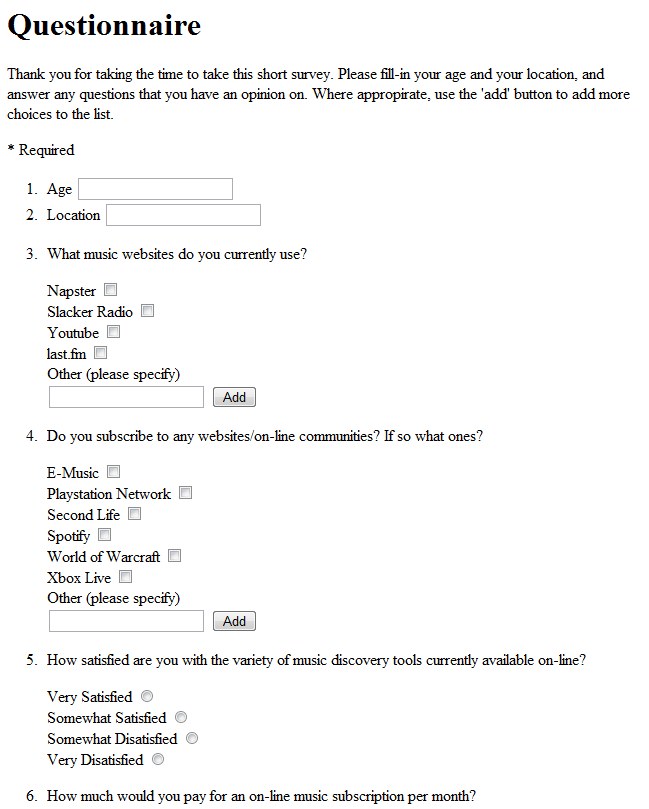 Questionnaire
Thank you for taking the time to take this short survey. Please fill-in your age and your location, and
answer any questions that you have an opinion on. Where appropirate, use the 'add' button to add more
choices to the list.
* Required
1. Age
2. Location
3. What music websites do you currently use?
Napster
Slacker Radio
Youtube
last.fm
Other (please specify)
Add
4. Do you subscribe to any websites/on-line communities? If so what ones?
E-Music
Playstation Network
Second Life
Spotify
World of Warcraft
Xbox Live
Other (please specify)
Add
5. How satisfied are you with the variety of music discovery tools currently available on-line?
Very Satisfied
Somewhat Satisfied
Somewhat Disatisfied
Very Disatisfied
6. How much would you pay for an on-line music subscription per month?